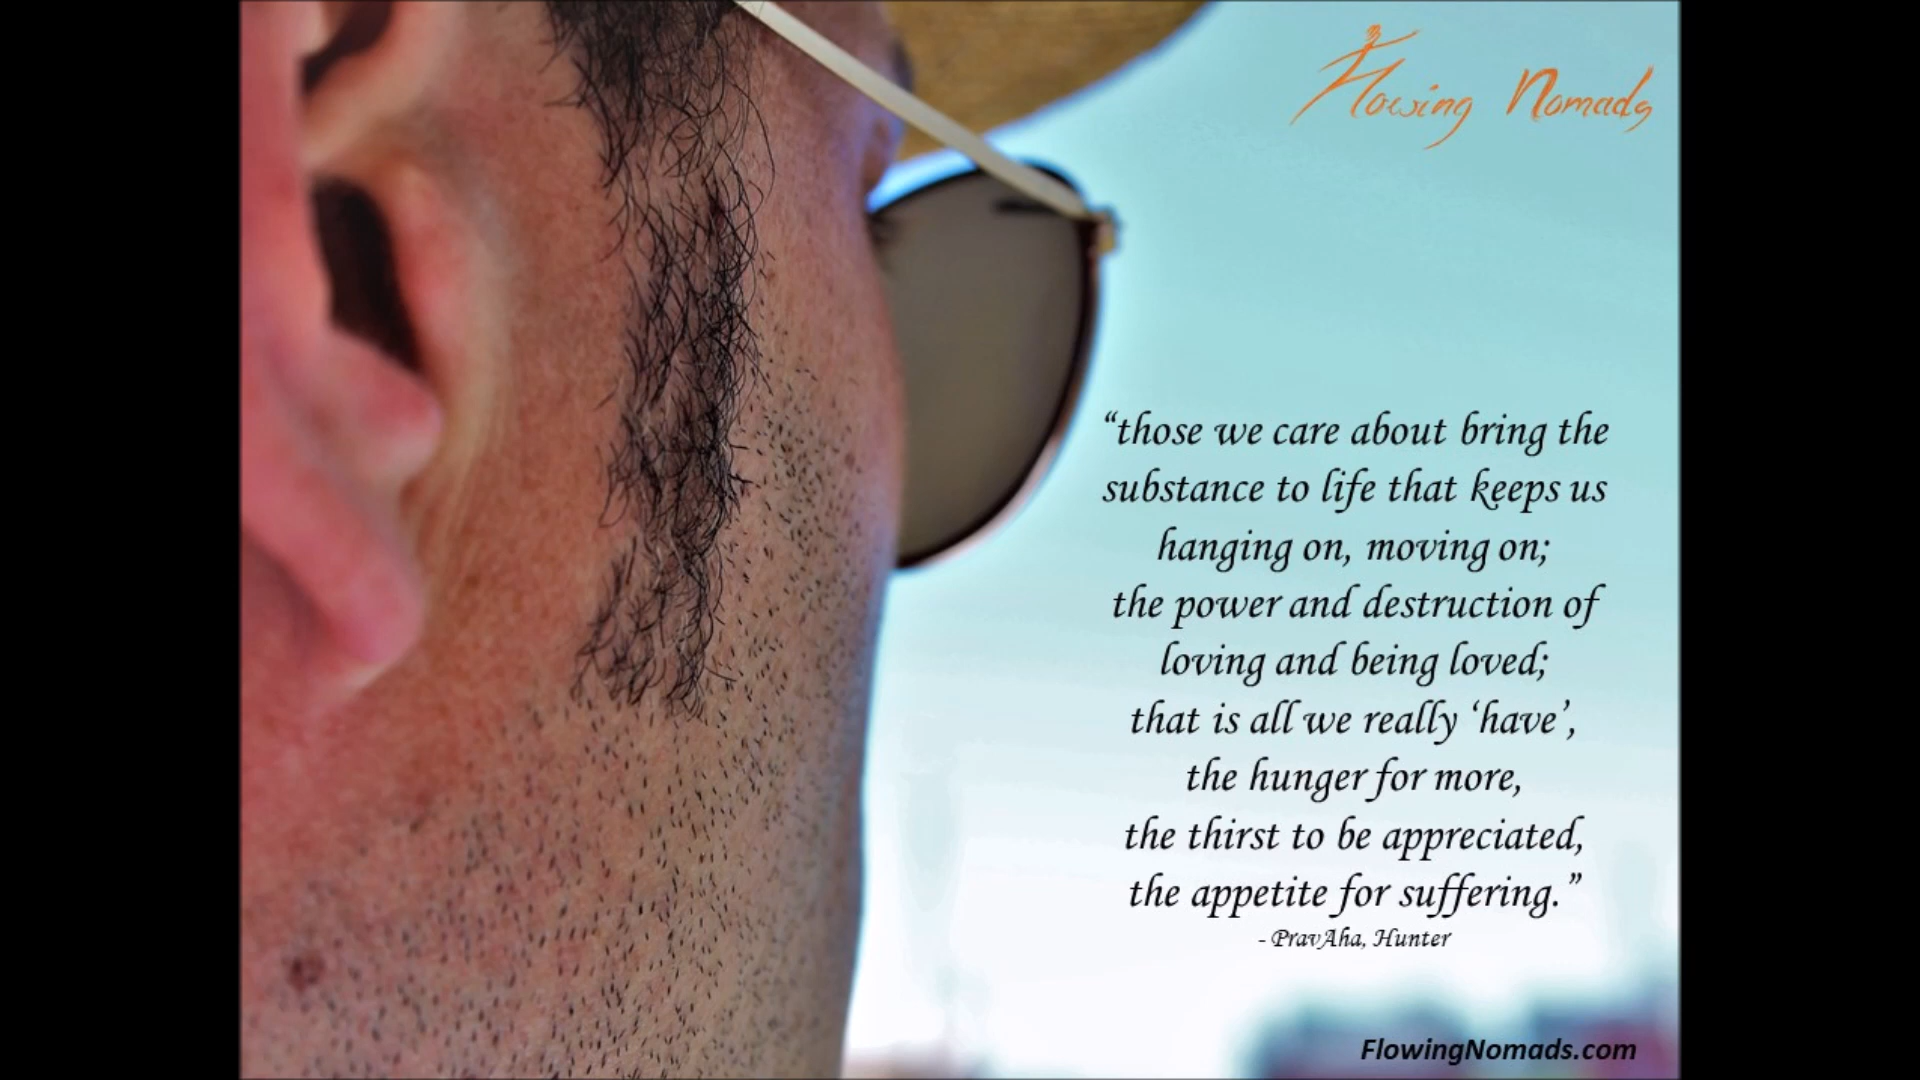 Flowing Nomads
“those we care about bring the
substance to life that keeps us
hanging on, moving on;
the power and destruction of
loving and being loved;
that is all we really ‘have’,
the hunger for more,
the thirst to be appreciated,
the appetite for suffering.”
- PravAha, Hunter
FlowingNomads.com